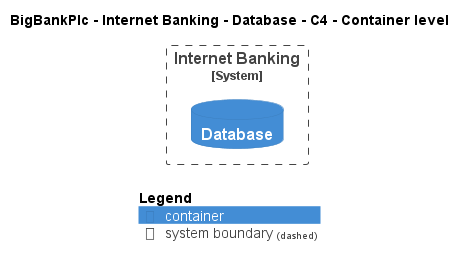 BigBankPlc - Internet Banking - Database - C4 - Container level
Internet Banking
[System]
Database
Legend
container
system boundary (dashed)